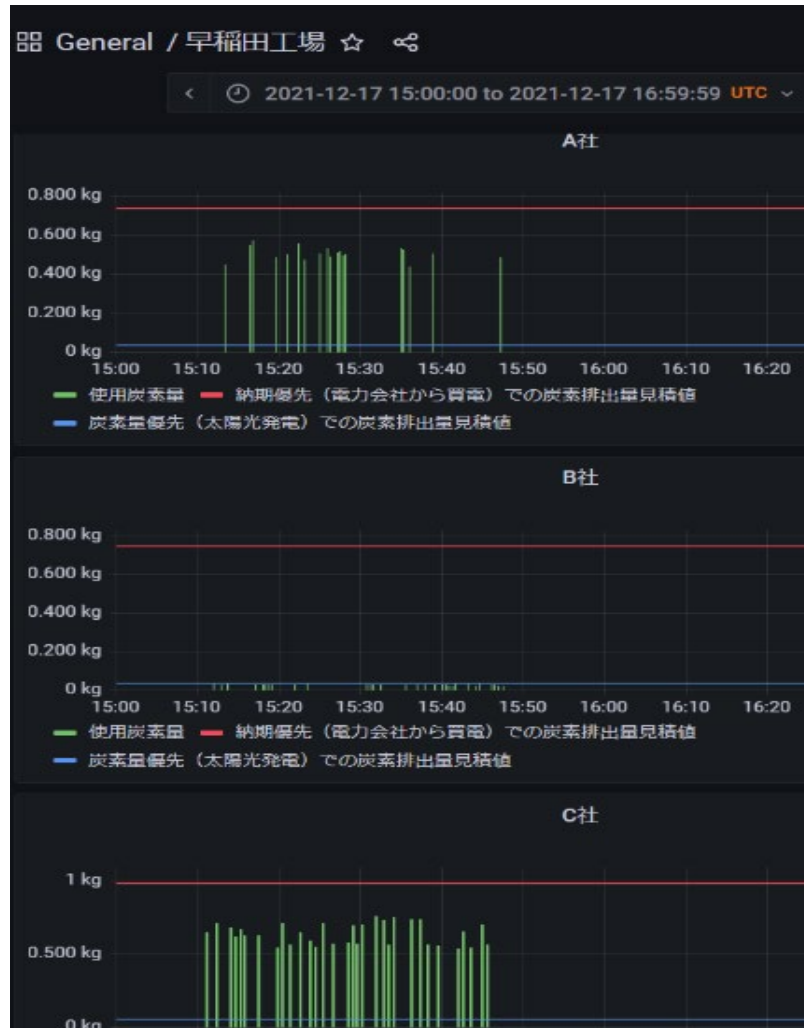 General / 早稲田工場
2021-12-17 15:00:00 to 2021-12-17 16:59:59 UTC
A社
0.800 kg
0.600 kg
0.400 kg
0.200 kg
0 kg
15:00 15:10 15:20 15:30 15:40 15:50 16:00 16:10 16:20
使用炭素量 納期優先（電力会社から買電）での炭素排出量見積値
炭素量優先（太陽光発電）での炭素排出量見積値
B社
0.800 kg
0.600 kg
0.400 kg
0.200 kg
0 kg
15:00 15:10 15:20 15:30 15:40 15:50 16:00 16:10 16:20
使用炭素量 納期優先（電力会社から買電）での炭素排出量見積値
炭素量優先（太陽光発電）での炭素排出量見積値
C社
1 kg
0.500 kg
0 kg